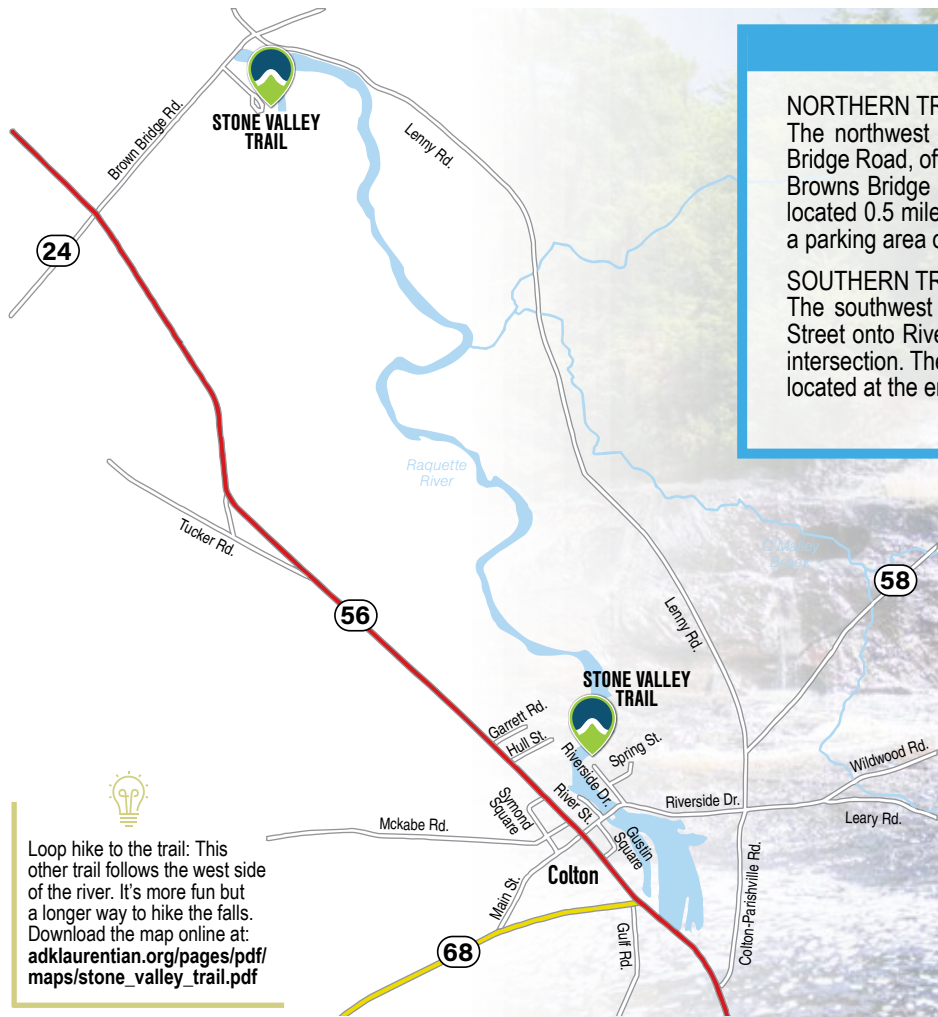 STONE VALLEY
TRAIL
Brown Bridge Rd.
Lenny Rd.
24
NORTHERN TR
The northwest
Bridge Road, of
Browns Bridge
located 0.5 mile
a parking area
SOUTHERN TR
The southwest
Street onto Rive
intersection. The
located at the e
Raquette
River
Tucker Rd.
56
58
Lenny Rd.
STONE VALLEY
TRAIL
Garrett Rd.
Hull St.
Riverside Dr.
Spring St.
Symond
Square
River St.
Gustin
Square
Riverside Dr.
Wildwood Rd.
Leary Rd.
Mckabe Rd.
Main St.
Colton
Colton-Parishville Rd.
Gulf Rd.
68
Loop hike to the trail: This
other trail follows the west side
of the river. It’s more fun but
a longer way to hike the falls.
Download the map online at:
adklaurentian.org/pages/pdf/
maps/stone_valley_trail.pdf